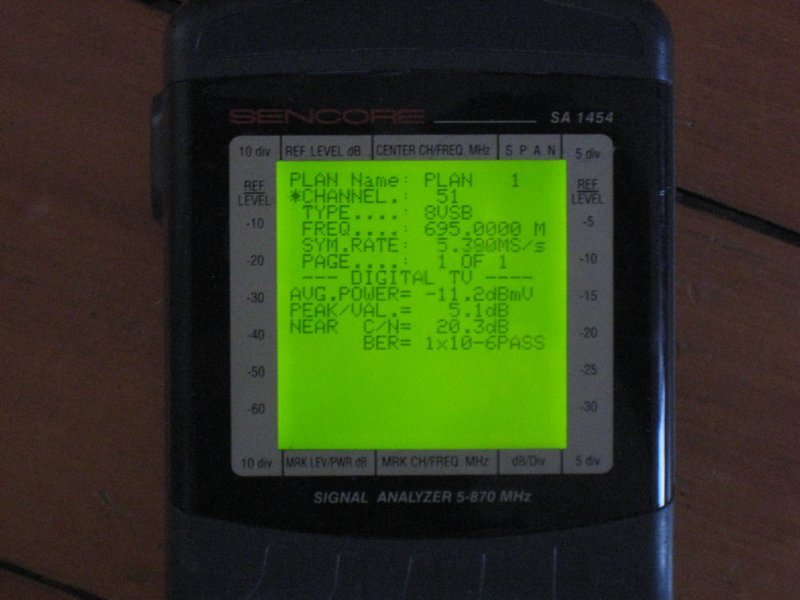 SENCORE SA 1454
10 div REF LEVEL dB CENTER CH/FREQ. MHz S P A N 5 div
REF LEVEL
-10
-20
-30
-40
-50
-60
PLAN Name: PLAN 1
*CHANNEL.: 51
TYPE....: 8VSB
FREQ....: 695.0000 M
SYM.RATE: 5.380MS/s
PAGE....: 1 OF 1
--- DIGITAL TV ----
AVG.POWER= -11.2dBmV
PEAK/VAL.= 5.1dB
NEAR C/N= 20.3dB
BER= 1x10-6PASS
REF LEVEL
-5
-10
-15
-20
-25
-30
10 div MRK LEV/PWR dB MRK CH/FREQ. MHz dB/Div 5 div
SIGNAL ANALYZER 5-870 MHz